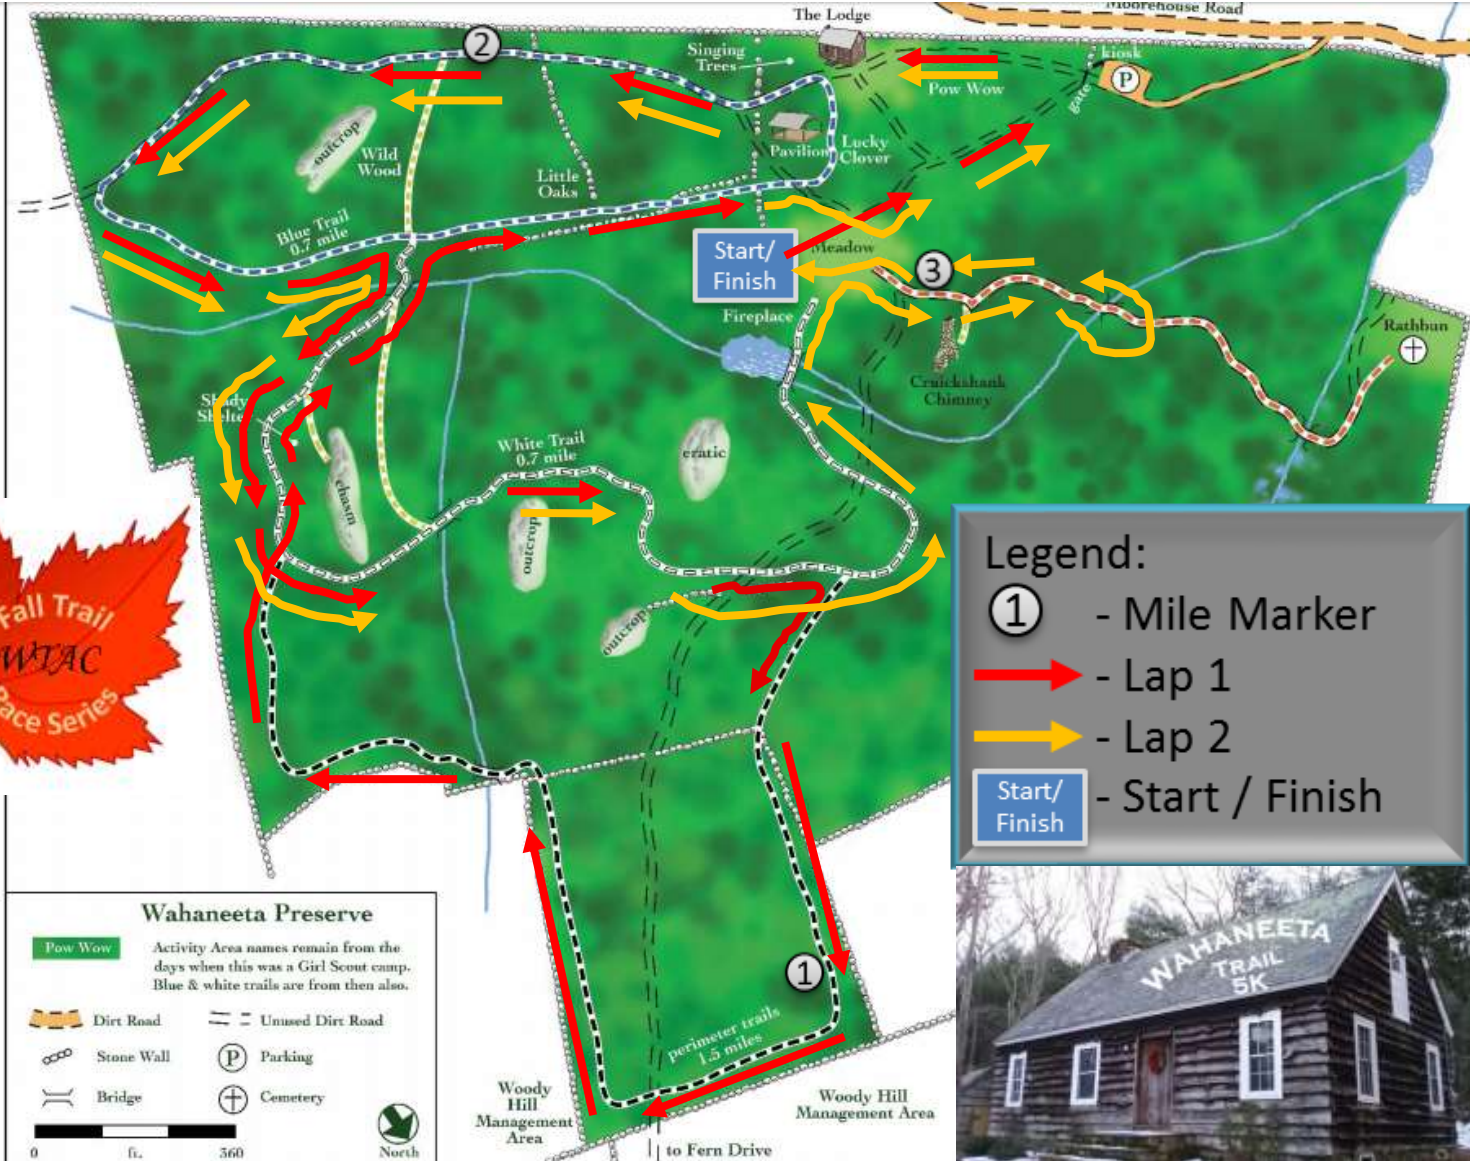 Moorehouse Road
The Lodge
kiosk
P
gate
Singing
Trees
Pow Wow
2
outcrop
Wild
Wood
Pavilion
Lucky
Clover
Little
Oaks
Blue Trail
0.7 mile
Start/
Finish
Meadow
3
Fireplace
Rathbun
Cruickshank
Chimney
Shady
Shelter
chasm
White Trail
0.7 mile
eratic
outcrop
outcrop
Fall Trail
WTAC
Race Series
Legend:
1 - Mile Marker
- Lap 1
- Lap 2
Start/
Finish
- Start / Finish
1
perimeter trails
1.5 miles
Woody Hill
Management Area
Woody
Hill
Management
Area
to Fern Drive
Wahaneeta Preserve
Pow Wow
Activity Area names remain from the
days when this was a Girl Scout camp.
Blue & white trails are from then also.
Dirt Road
Unused Dirt Road
Stone Wall
P Parking
Bridge
Cemetery
0 ft. 360
North
WAHANEETA
TRAIL
5K